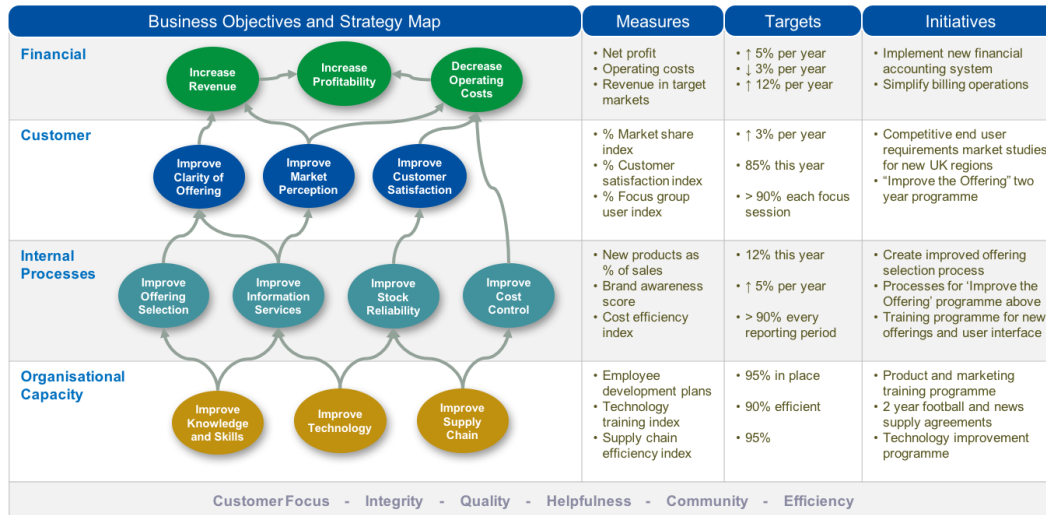 Business Objectives and Strategy Map
Measures
Targets
Initiatives
Financial
Increase
Revenue
Increase
Profitability
Decrease
Operating
Costs
• Net profit
• Operating costs
• Revenue in target
markets
• ↑ 5% per year
• ↓ 3% per year
• ↑ 12% per year
• Implement new financial
accounting system
• Simplify billing operations
Customer
Improve
Clarity of
Offering
Improve
Market
Perception
Improve
Customer
Satisfaction
• % Market share
index
• % Customer
satisfaction index
• % Focus group
user index
• ↑ 3% per year
• 85% this year
• > 90% each focus
session
• Competitive end user
requirements market studies
for new UK regions
• “Improve the Offering” two
year programme
Internal
Processes
Improve
Offering
Selection
Improve
Information
Services
Improve
Stock
Reliability
Improve
Cost
Control
• New products as
% of sales
• Brand awareness
score
• Cost efficiency
index
• 12% this year
• ↑ 5% per year
• > 90% every
reporting period
• Create improved offering
selection process
• Processes for ‘Improve the
Offering’ programme above
• Training programme for new
offerings and user interface
Organisational
Capacity
Improve
Knowledge
and Skills
Improve
Technology
Improve
Supply
Chain
• Employee
development plans
• Technology
training index
• Supply chain
efficiency index
• 95% in place
• 90% efficient
• 95%
• Product and marketing
training programme
• 2 year football and news
supply agreements
• Technology improvement
programme
Customer Focus - Integrity - Quality - Helpfulness - Community - Efficiency